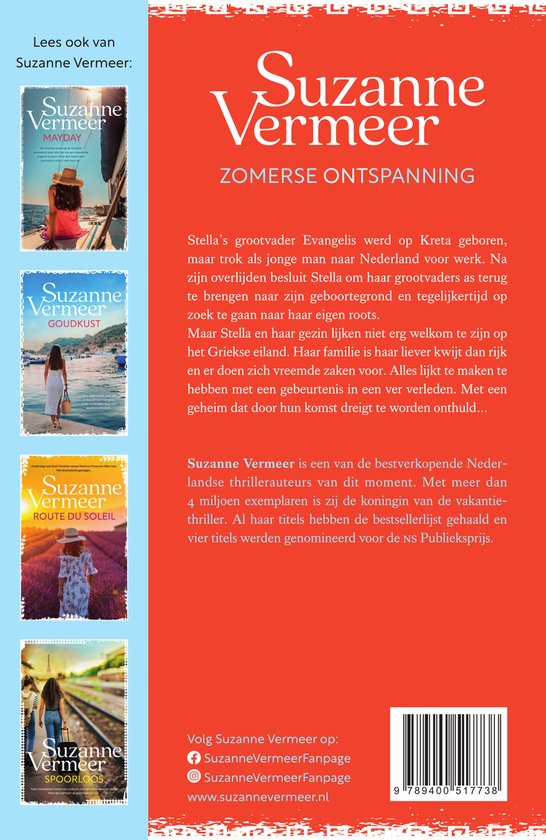 Lees ook van
Suzanne Vermeer:
Suzanne
Vermeer
MAYDAY
Suzanne
Vermeer
GOUDKUST
Suzanne
Vermeer
ROUTE DU SOLEIL
Suzanne
Vermeer
SPOORLOOS
Suzanne
Vermeer
ZOMERSE ONTSPANNING
Stella's grootvader Evangelis werd op Kreta geboren,
maar trok als jonge man naar Nederland voor werk. Na
zijn overlijden besluit Stella om haar grootvaders as terug
te brengen naar zijn geboortegrond en tegelijkertijd op
zoek te gaan naar haar eigen roots.
Maar Stella en haar gezin lijken niet erg welkom te zijn op
het Griekse eiland. Haar familie is haar liever kwijt dan rijk
en er doen zich vreemde zaken voor. Alles lijkt te maken te
hebben met een gebeurtenis in een ver verleden. Met een
geheim dat door hun komst dreigt te worden onthuld...
Suzanne Vermeer is een van de bestverkopende Neder-
landse thrillerauteurs van dit moment. Met meer dan
4 miljoen exemplaren is zij de koningin van de vakantie-
thriller. Al haar titels hebben de bestsellerlijst gehaald en
vier titels werden genomineerd voor de NS Publieksprijs.
Volg Suzanne Vermeer op:
SuzanneVermeerFanpage
SuzanneVermeerFanpage
www.suzannevermeer.nl
9 789400 517738